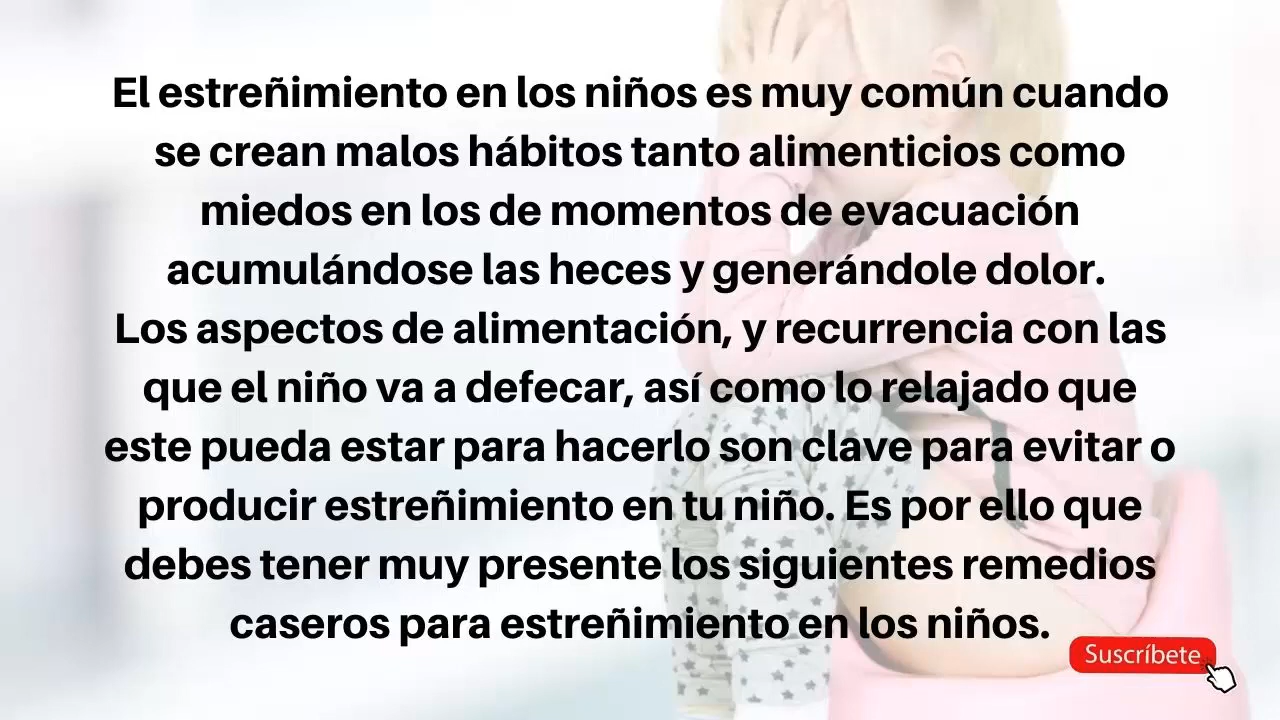 El estreñimiento en los niños es muy común cuando
se crean malos hábitos tanto alimenticios como
miedos en los de momentos de evacuación
acumulándose las heces y generándole dolor.
Los aspectos de alimentación, y recurrencia con las
que el niño va a defecar, así como lo relajado que
este pueda estar para hacerlo son clave para evitar o
producir estreñimiento en tu niño. Es por ello que
debes tener muy presente los siguientes remedios
caseros para estreñimiento en los niños.
Suscríbete